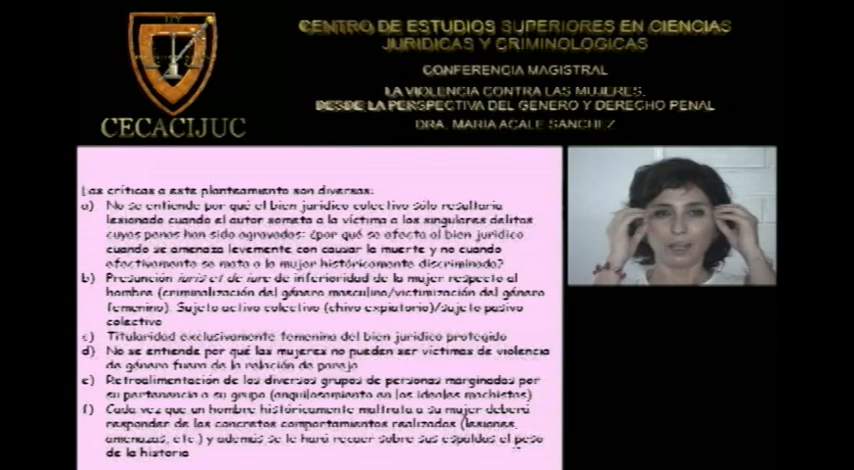 CENTRO DE ESTUDIOS SUPERIORES EN CIENCIAS
JURIDICAS Y CRIMINOLOGICAS
CONFERENCIA MAGISTRAL
LA VIOLENCIA CONTRA LAS MUJERES.
DESDE LA PERSPECTIVA DEL GENERO Y DERECHO PENAL
DRA. MARIA ACALE SANCHEZ
CECACIJUC
Las críticas a este planteamiento son diversas:
a) No se entiende por qué el bien jurídico colectivo sólo resultaría
lesionado cuando el autor someta a la víctima a los singulares delitos
cuyas penas han sido agravadas: ¿por qué se afecta al bien jurídico
cuando se amenaza levemente con causar la muerte y no cuando
efectivamente se mata a la mujer históricamente discriminada?
b) Presunción iuris et de iure de inferioridad de la mujer respecto al
hombre (criminalización del género masculino/victimización del género
femenino). Sujeto activo colectivo (chivo expiatorio)/sujeto pasivo
colectivo
c) Titularidad exclusivamente femenina del bien jurídico protegido
d) No se entiende por qué las mujeres no pueden ser víctimas de violencia
de género fuera de la relación de pareja
e) Retroalimentación de los diversos grupos de personas marginadas por
su pertenencia a su grupo (anquilosamiento en los ideales machistas)
f) Cada vez que un hombre históricamente maltrata a su mujer deberá
responder de los concretos comportamientos realizados (lesiones,
amenazas, etc.) y además se le hará recaer sobre sus espaldas el peso
de la historia